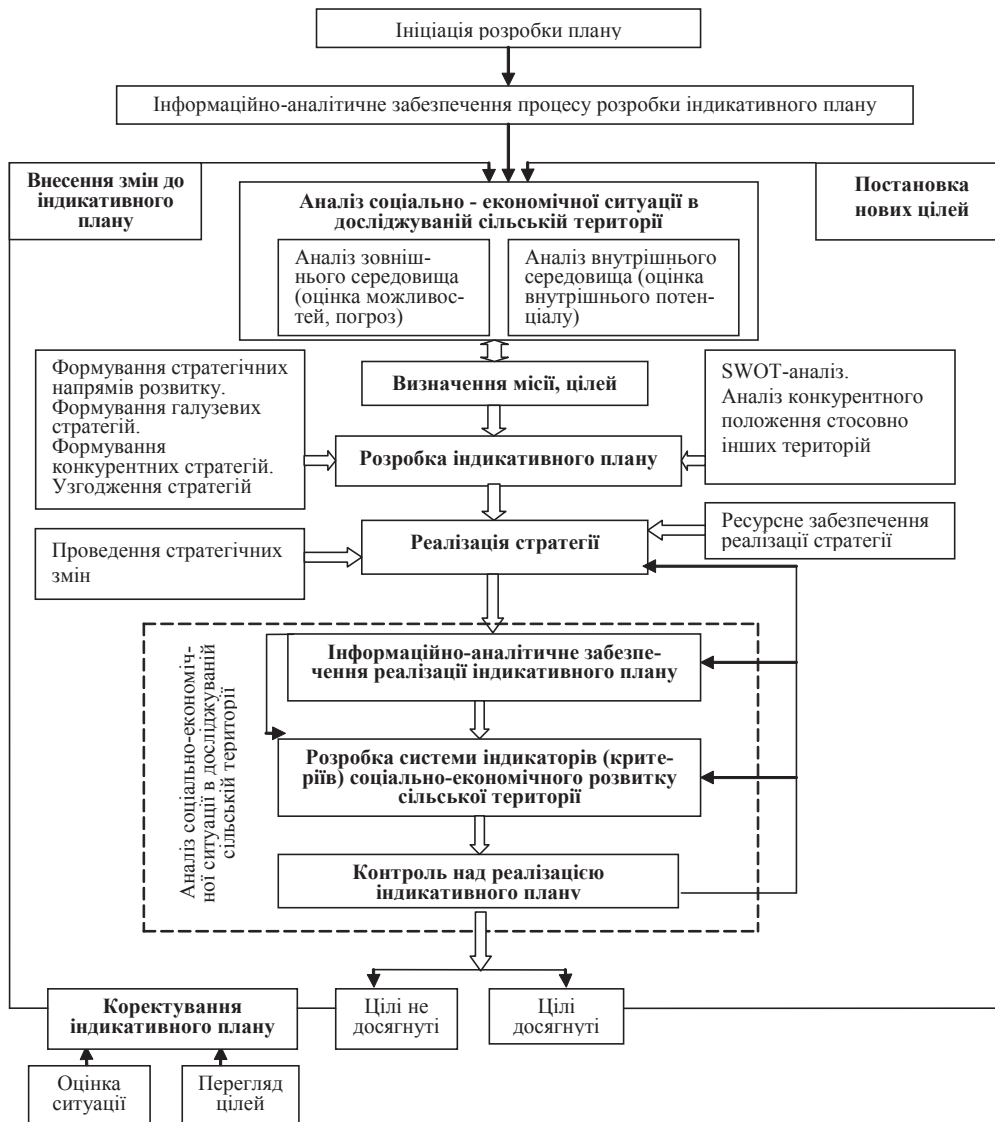 Ініціація розробки плану
Інформаційно-аналітичне забезпечення процесу розробки індикативного плану
Внесення змін до
індикативного
плану
Аналіз соціально - економічної ситуації в
досліджуваній сільській території
Постановка
нових цілей
Аналіз зовніш-
нього середовища
(оцінка можливос-
тей, погроз)
Аналіз внутрішнього
середовища (оцінка
внутрішнього потен-
ціалу)
Формування стратегічних
напрямів розвитку.
Формування галузевих
стратегій.
Формування
конкурентних стратегій.
Узгодження стратегій
Визначення місії, цілей
SWOT-аналіз.
Аналіз конкурентного
положення стосовно
інших територій
Розробка індикативного плану
Проведення стратегічних
змін
Реалізація стратегії
Ресурсне забезпечення
реалізації стратегії
Аналіз соціально-економіч-
ної ситуації в досліджуваній
сільській території
Інформаційно-аналітичне забезпе-
чення реалізації індикативного плану
Розробка системи індикаторів (крите-
ріїв) соціально-економічного розвитку
сільської території
Контроль над реалізацією
індикативного плану
Коректування
індикативного плану
Цілі не
досягнуті
Цілі
досягнуті
Оцінка
ситуації
Перегляд
цілей